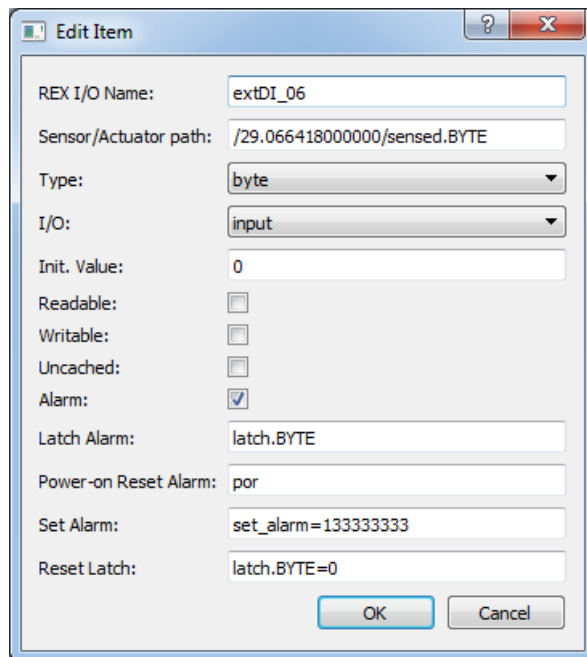 Edit Item
REX I/O Name: extDI_06
Sensor/Actuator path: /29.066418000000/sensed.BYTE
Type: byte
I/O: input
Init. Value: 0
Readable:
Writable:
Uncached:
Alarm:
Latch Alarm: latch.BYTE
Power-on Reset Alarm: por
Set Alarm: set_alarm=133333333
Reset Latch: latch.BYTE=0
OK Cancel